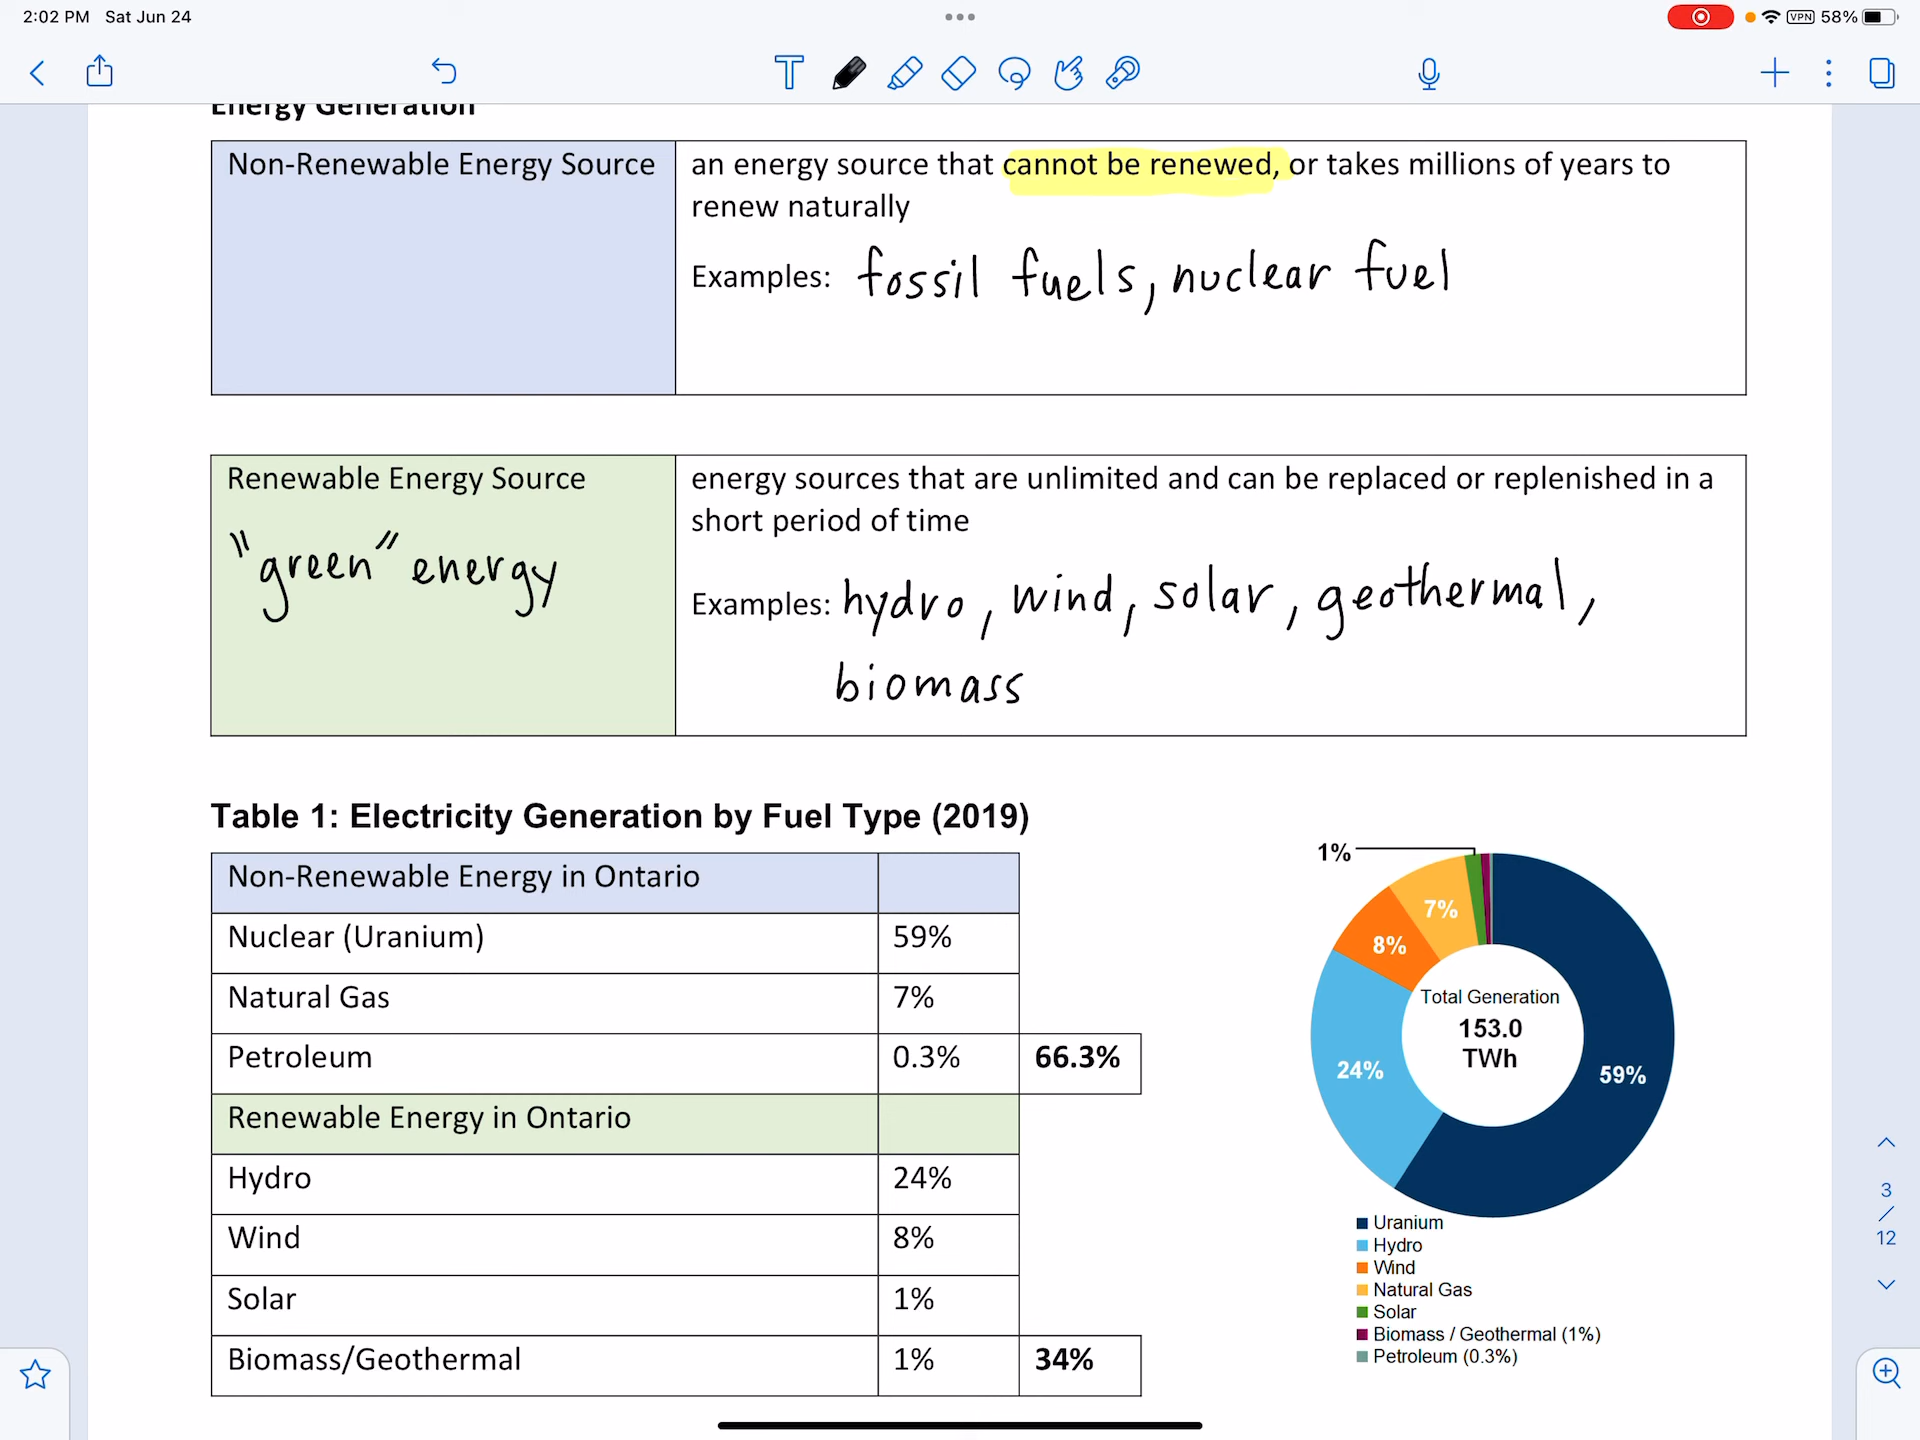 2:02 PM Sat Jun 24
VPN 58%
Energy Generation
Non-Renewable Energy Source
an energy source that cannot be renewed, or takes millions of years to
renew naturally
Examples: fossil fuels, nuclear fuel
Renewable Energy Source
"green" energy
energy sources that are unlimited and can be replaced or replenished in a
short period of time
Examples: hydro, wind, solar, geothermal,
biomass
Table 1: Electricity Generation by Fuel Type (2019)
Non-Renewable Energy in Ontario
Nuclear (Uranium) 59%
Natural Gas 7%
Petroleum 0.3% 66.3%
Renewable Energy in Ontario
Hydro 24%
Wind 8%
Solar 1%
Biomass/Geothermal 1% 34%
1%
7%
8%
24%
59%
Total Generation
153.0
TWh
Uranium
Hydro
Wind
Natural Gas
Solar
Biomass / Geothermal (1%)
Petroleum (0.3%)
3
/
12